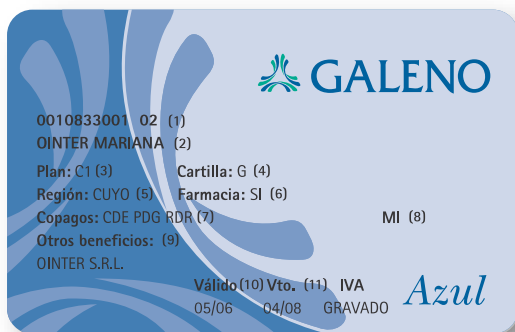 GALENO
0010833001 02 (1)
OINTER MARIANA (2)
Plan: C1 (3) Cartilla: G (4)
Región: CUYO (5) Farmacia: SI (6)
Copagos: CDE PDG RDR (7) MI (8)
Otros beneficios: (9)
OINTER S.R.L.
Válido (10) Vto. (11) IVA
05/06 04/08 GRAVADO
Azul